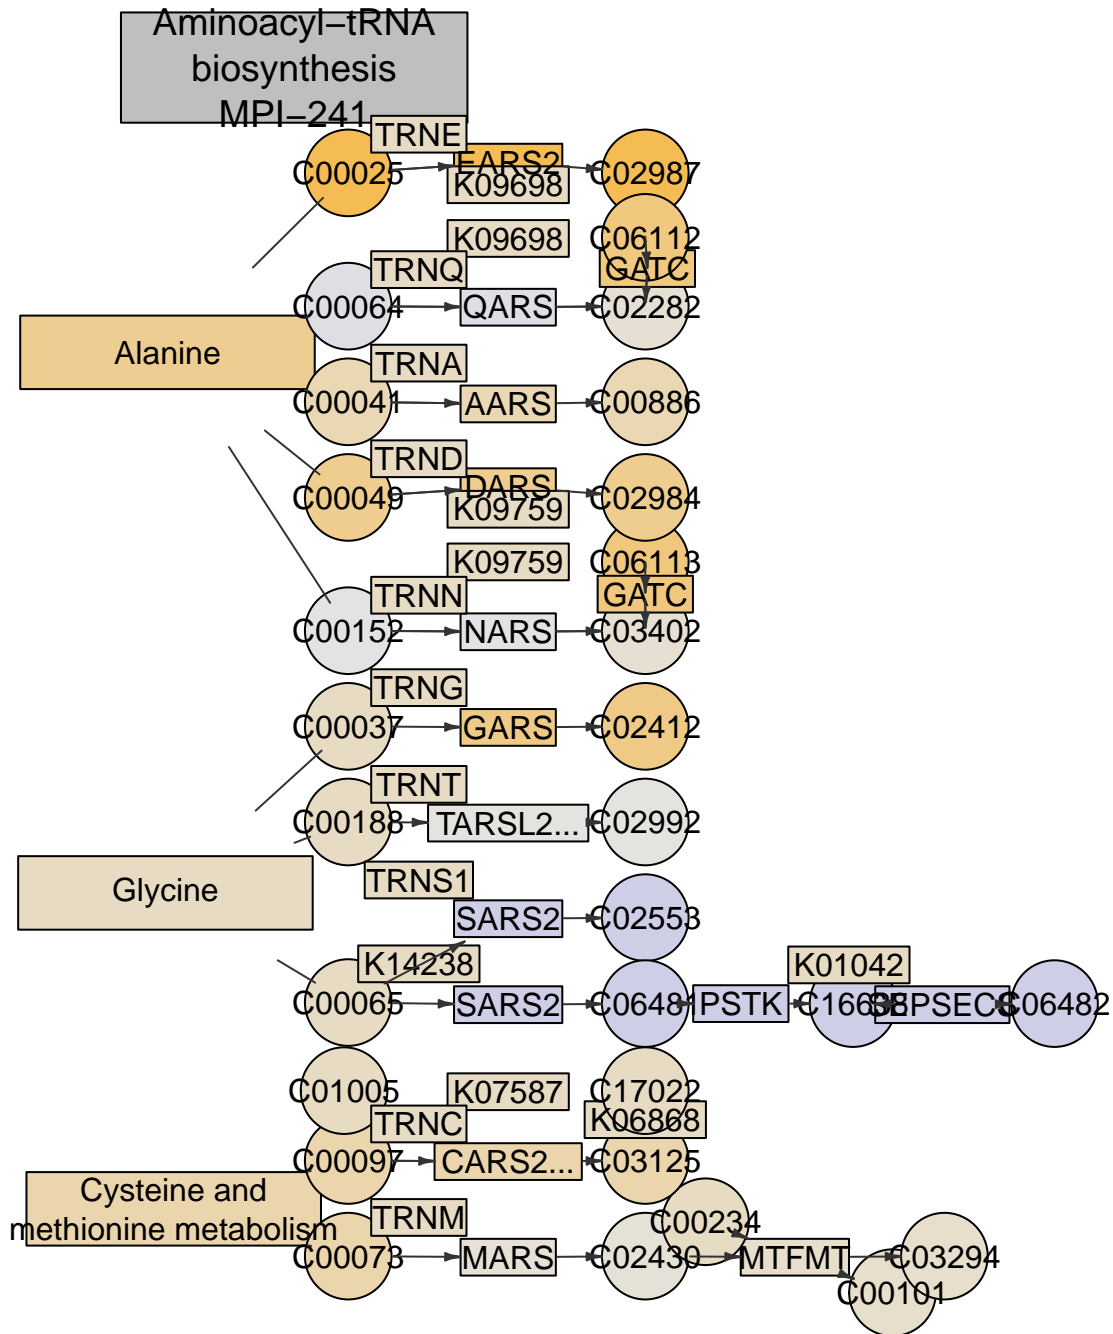 Aminoacyl−tRNA
biosynthesis
MPI−241
TRNE
C00025
EARS2
C02987
K09698
K09698
C06112
TRNQ
GATC
C00064
QARS
C02282
Alanine
TRNA
C00041
AARS
C00886
TRND
C00049
DARS
C02984
K09759
K09759
C06113
TRNN
GATC
C00152
NARS
C03402
TRNG
C00037
GARS
C02412
TRNT
C00188
TARSL2...
C02992
Glycine
TRNS1
SARS2
C02553
K14238
K01042
C00065
SARS2
C06481
PSTK
SEPSECS
C06482
C01005
K07587
C17022
TRNC
K06868
C00097
CARS2...
C03125
Cysteine and
methionine metabolism
TRNM
C00234
C00073
MARS
C02430
MTFMT
C03294
C00101